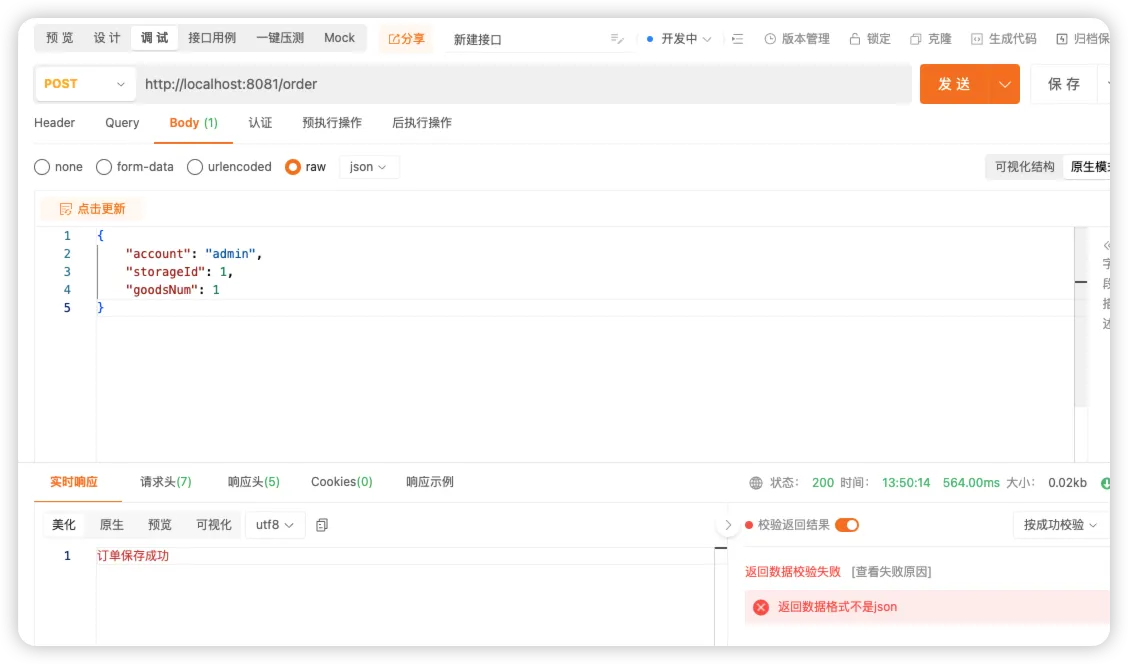 预 览 设 计 调 试 接口用例 一键压测 Mock 分享 新建接口 开发中 版本管理 锁定 克隆 生成代码 归档保
POST http://localhost:8081/order 发 送 保 存
Header Query Body (1) 认证 预执行操作 后执行操作
none form-data urlencoded raw json 可视化结构 原生模式
点击更新
1 {
2 "account": "admin",
3 "storageId": 1,
4 "goodsNum": 1
5 }
字段描述
实时响应 请求头(7) 响应头(5) Cookies(0) 响应示例 状态: 200 时间: 13:50:14 564.00ms 大小: 0.02kb
美化 原生 预览 可视化 utf8 校验返回结果 按成功校验
1 订单保存成功
返回数据校验失败 [查看失败原因]
返回数据格式不是json